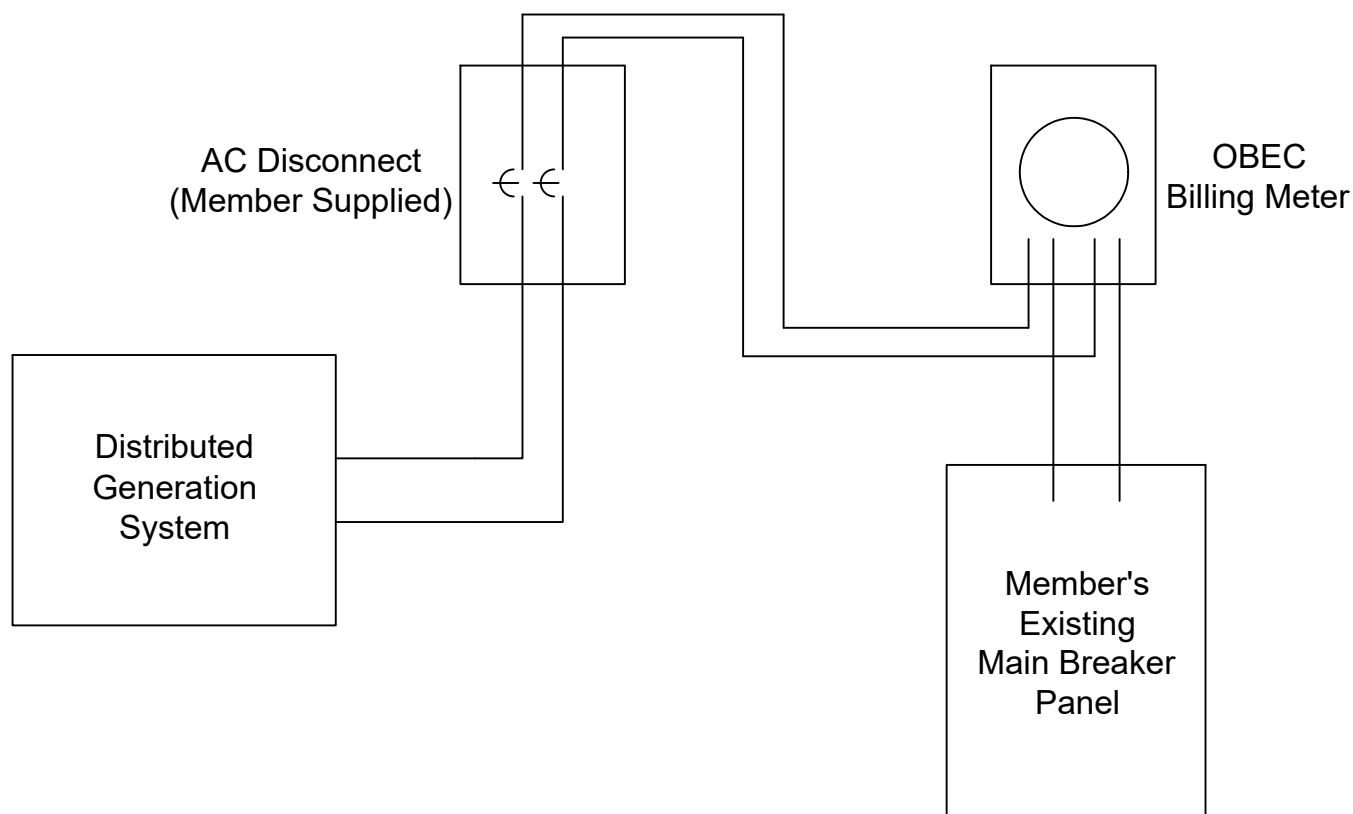 AC Disconnect
(Member Supplied)
OBEC
Billing Meter
Distributed
Generation
System
Member's
Existing
Main Breaker
Panel